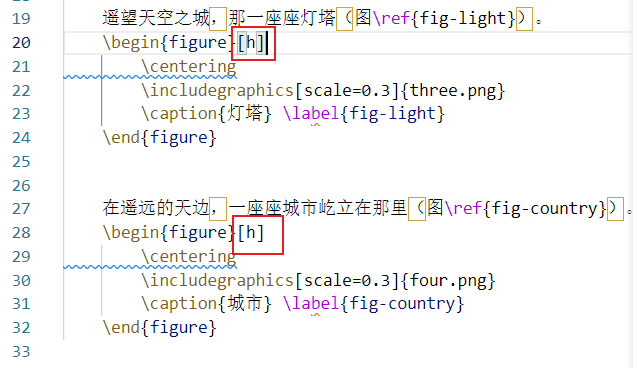 19 遥望天空之城,那一座座灯塔(图\ref{fig-light})。
20 \begin{figure}[h]
21 \centering
22 \includegraphics[scale=0.3]{three.png}
23 \caption{灯塔} \label{fig-light}
24 \end{figure}
25
26
27 在遥远的天边,一座座城市屹立在那里(图\ref{fig-country})。
28 \begin{figure}[h]
29 \centering
30 \includegraphics[scale=0.3]{four.png}
31 \caption{城市} \label{fig-country}
32 \end{figure}
33